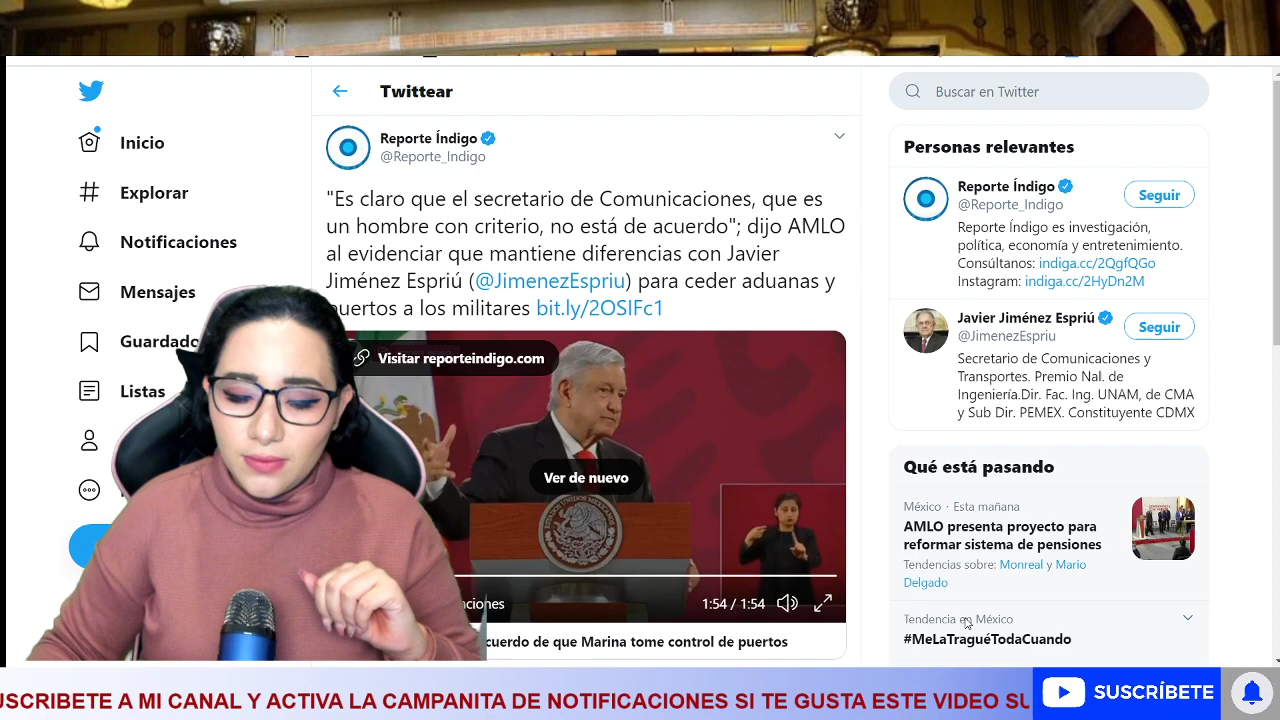 Twittear
Buscar en Twitter
Inicio
Explorar
Notificaciones
Mensajes
Guardado
Listas
Reporte Índigo
@Reporte_Indigo
"Es claro que el secretario de Comunicaciones, que es
un hombre con criterio, no está de acuerdo"; dijo AMLO
al evidenciar que mantiene diferencias con Javier
Jiménez Espriú (@JimenezEspriu) para ceder aduanas y
puertos a los militares bit.ly/2OSIFc1
Visitar reporteindigo.com
Ver de nuevo
1:54 / 1:54
cuerdo de que Marina tome control de puertos
Personas relevantes
Reporte Índigo
@Reporte_Indigo
Seguir
Reporte Índigo es investigación,
política, economía y entretenimiento.
Consúltanos: indiga.cc/2QgfQGo
Instagram: indiga.cc/2HyDn2M
Javier Jiménez Espriú
@JimenezEspriu
Seguir
Secretario de Comunicaciones y
Transportes. Premio Nal. de
Ingeniería.Dir. Fac. Ing. UNAM, de CMA
y Sub Dir. PEMEX. Constituyente CDMX
Qué está pasando
México · Esta mañana
AMLO presenta proyecto para
reformar sistema de pensiones
Tendencias sobre: Monreal y Mario
Delgado
Tendencia en México
#MeLaTraguéTodaCuando
USCRIBETE A MI CANAL Y ACTIVA LA CAMPANITA DE NOTIFICACIONES SI TE GUSTA ESTE VIDEO SU
SUSCRÍBETE